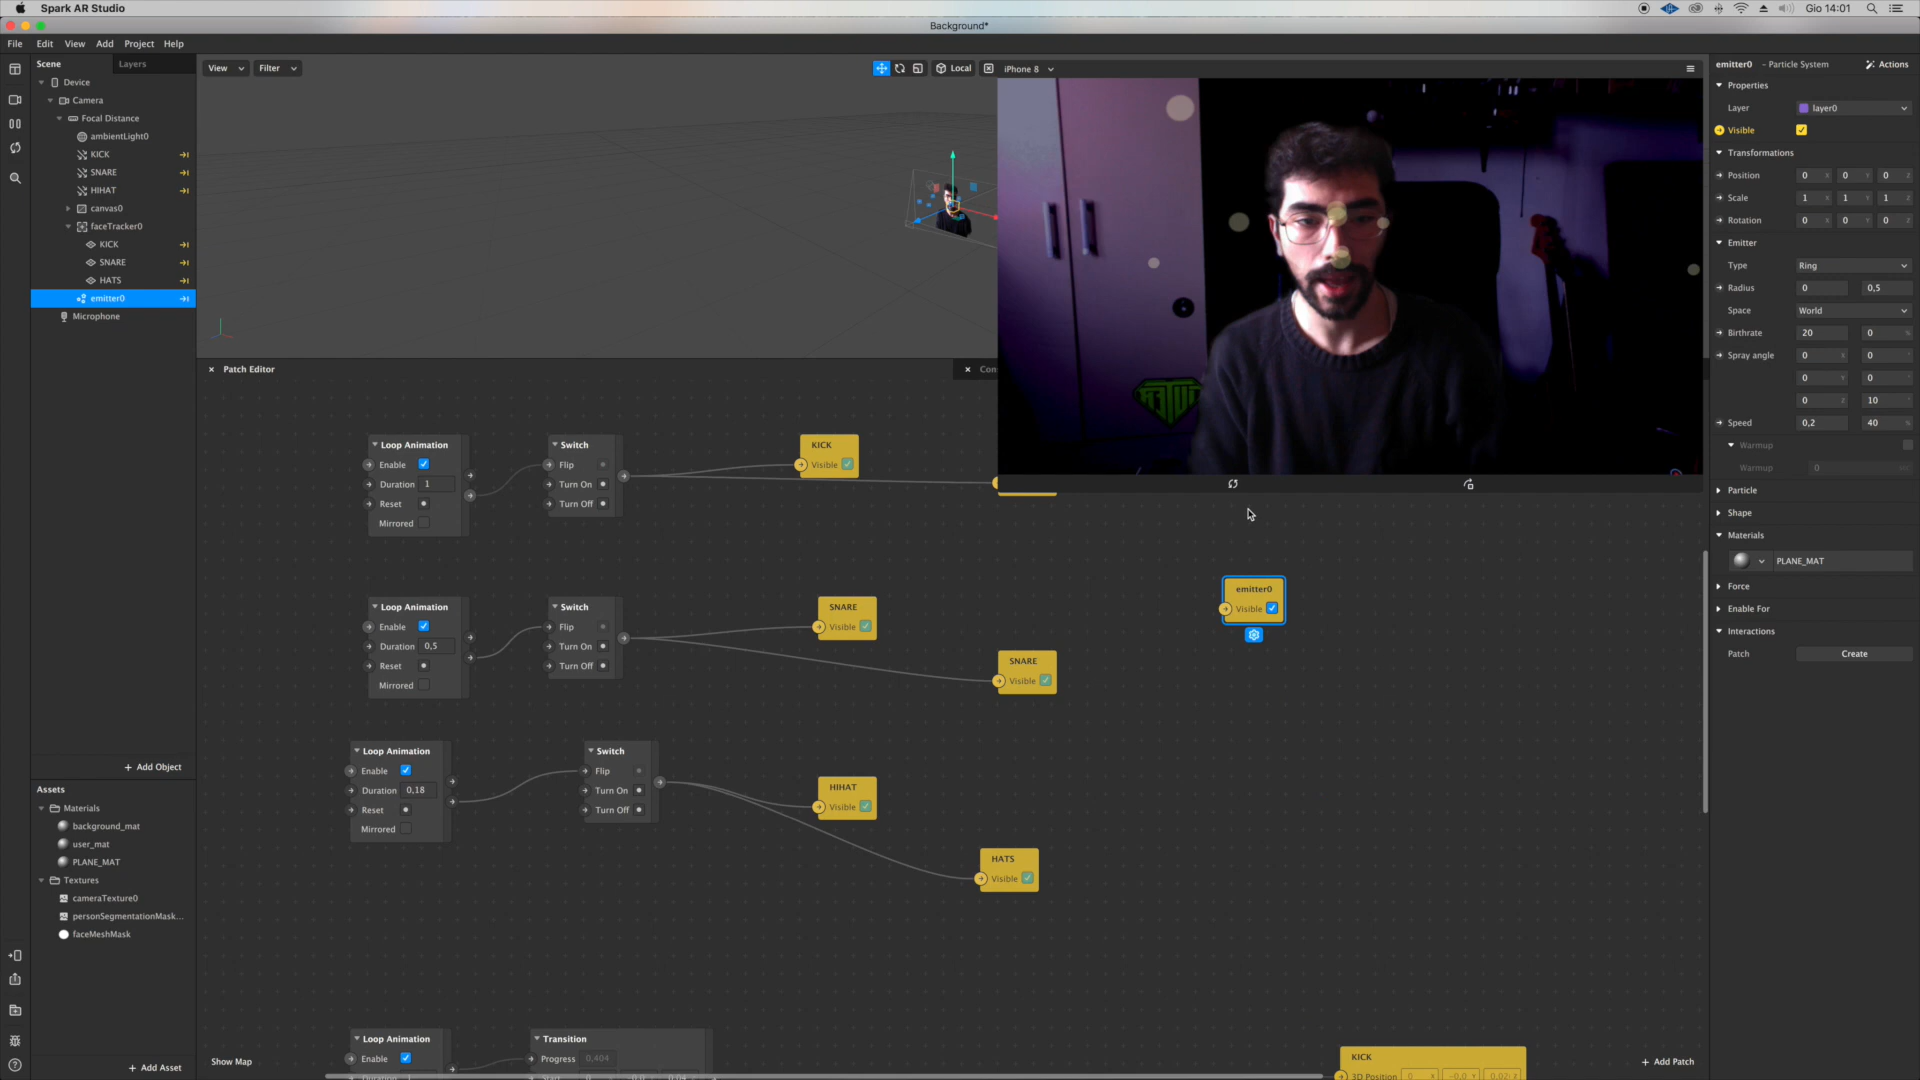 Spark AR Studio
Gio 14:01
Background*
File Edit View Add Project Help
Scene Layers
Device
Camera
Focal Distance
ambientLight0
KICK
SNARE
HIHAT
canvas0
faceTracker0
KICK
SNARE
HATS
emitter0
Microphone
+ Add Object
Assets
Materials
background_mat
user_mat
PLANE_MAT
Textures
cameraTexture0
personSegmentationMask...
faceMeshMask
+ Add Asset
View Filter
Local
iPhone 8
Patch Editor
Loop Animation
Enable
Duration 1
Reset
Mirrored
Switch
Flip
Turn On
Turn Off
KICK
Visible
Loop Animation
Enable
Duration 0,5
Reset
Mirrored
Switch
Flip
Turn On
Turn Off
SNARE
Visible
SNARE
Visible
emitter0
Visible
Loop Animation
Enable
Duration 0,18
Reset
Mirrored
Switch
Flip
Turn On
Turn Off
HIHAT
Visible
HATS
Visible
Loop Animation
Enable
Transition
Progress 0,404
KICK
3D Position
Show Map
+ Add Patch
emitter0 - Particle System
Actions
Properties
Layer layer0
Visible
Transformations
Position 0 X 0 Y 0 Z
Scale 1 X 1 Y 1 Z
Rotation 0 X 0 Y 0 Z
Emitter
Type Ring
Radius 0 0,5
Space World
Birthrate 20 0 %
Spray angle 0 X 0 °
0 Y 0 °
0 Z 10 °
Speed 0,2 40 %
Warmup
Warmup 0
Particle
Shape
Materials
PLANE_MAT
Force
Enable For
Interactions
Patch Create